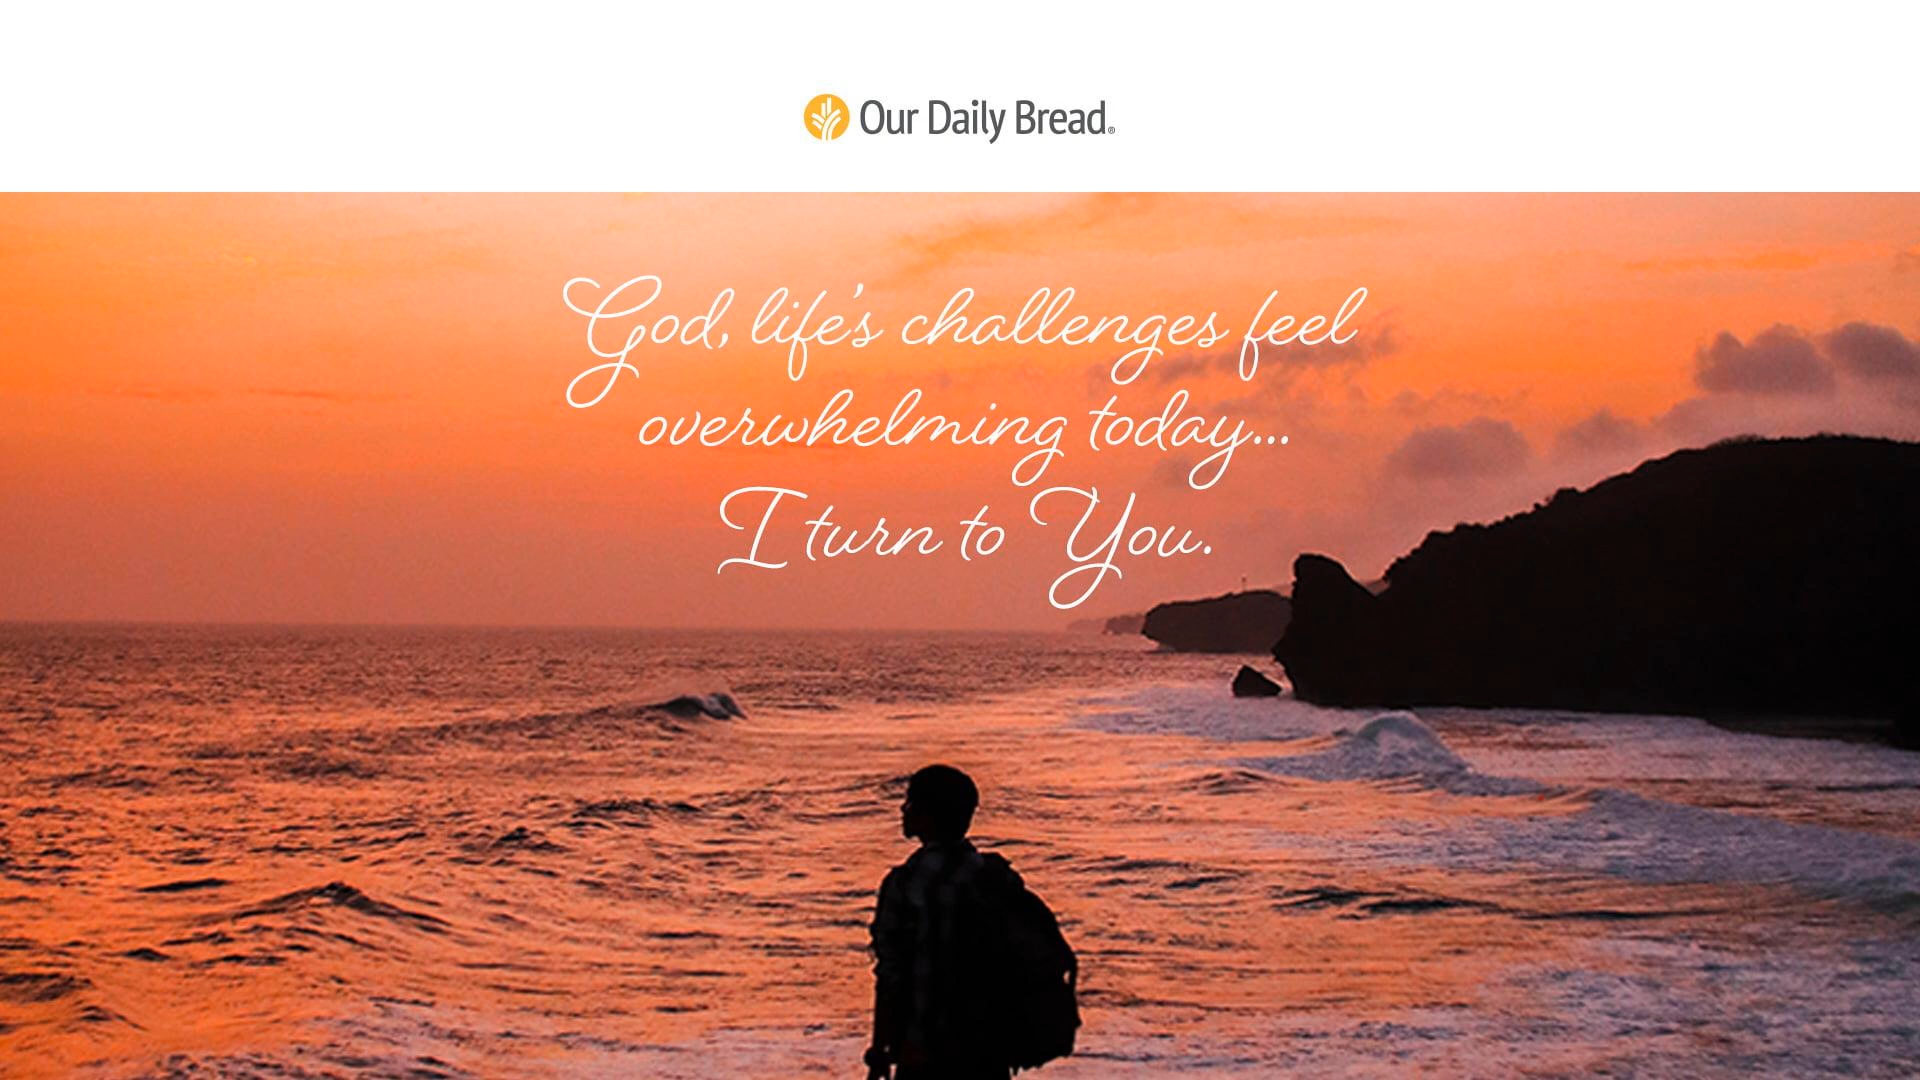 Our Daily Bread®
God, life's challenges feel
overwhelming today...
I turn to You.